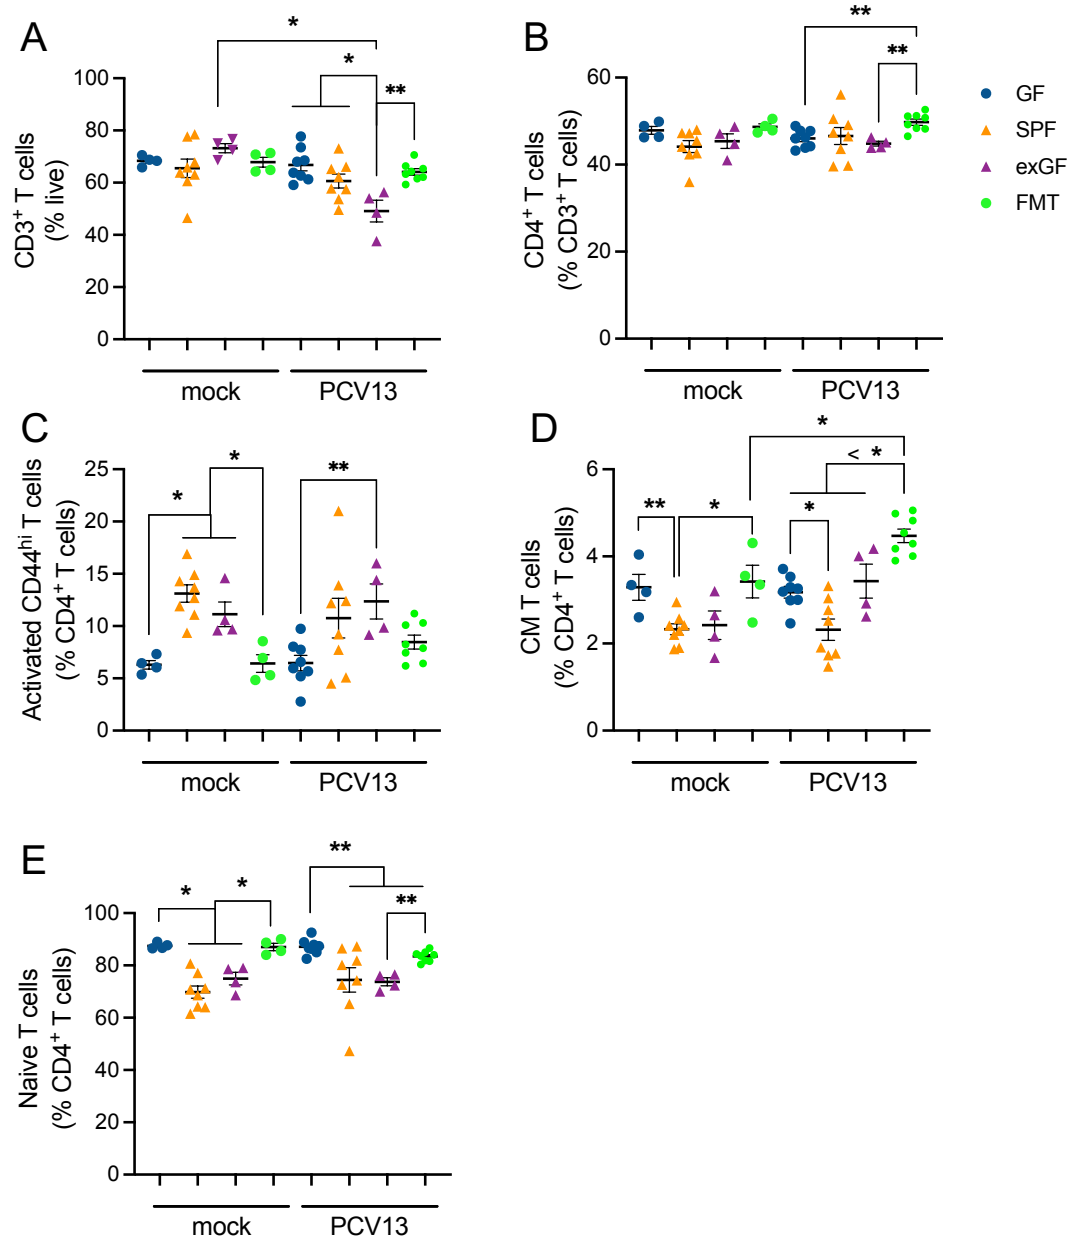 A
CD3+ T cells
(% live)
100
80
60
40
20
0
*
*
**
mock
PCV13
B
CD4+ T cells
(% CD3+ T cells)
60
40
20
0
**
**
mock
PCV13
GF
SPF
exGF
FMT
C
Activated CD44hi T cells
(% CD4+ T cells)
25
20
15
10
5
0
*
*
**
mock
PCV13
D
CM T cells
(% CD4+ T cells)
6
4
2
0
*
< *
**
*
*
mock
PCV13
E
Naive T cells
(% CD4+ T cells)
100
80
60
40
20
0
*
*
**
**
mock
PCV13